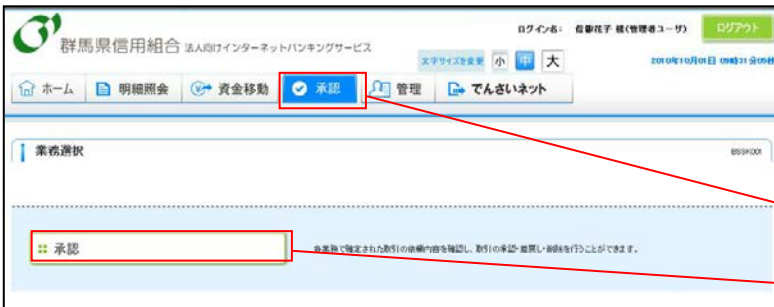 群馬県信用組合 法人向けインターネットバンキングサービス
ログイン名: 信組花子 様(管理者ユーザ) ログアウト
文字サイズを変更 小 中 大
2010年10月01日 09時31分05秒
ホーム 明細照会 資金移動 承認 管理 でんさいネット
業務選択
BSSK001
承認
各業務で確定された取引の依頼内容を確認し、取引の承認・差戻し・削除を行うことができます。